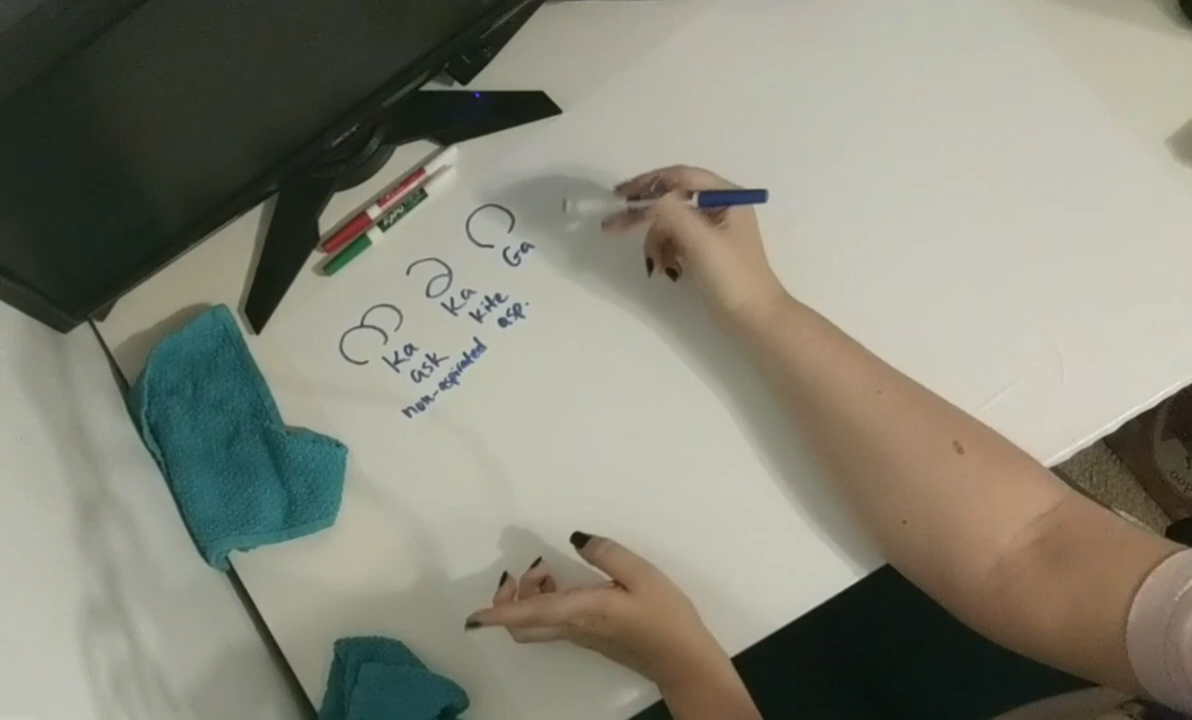 က ခ ဂ
Ka Ka Ga
ask kite
non-aspirated asp.